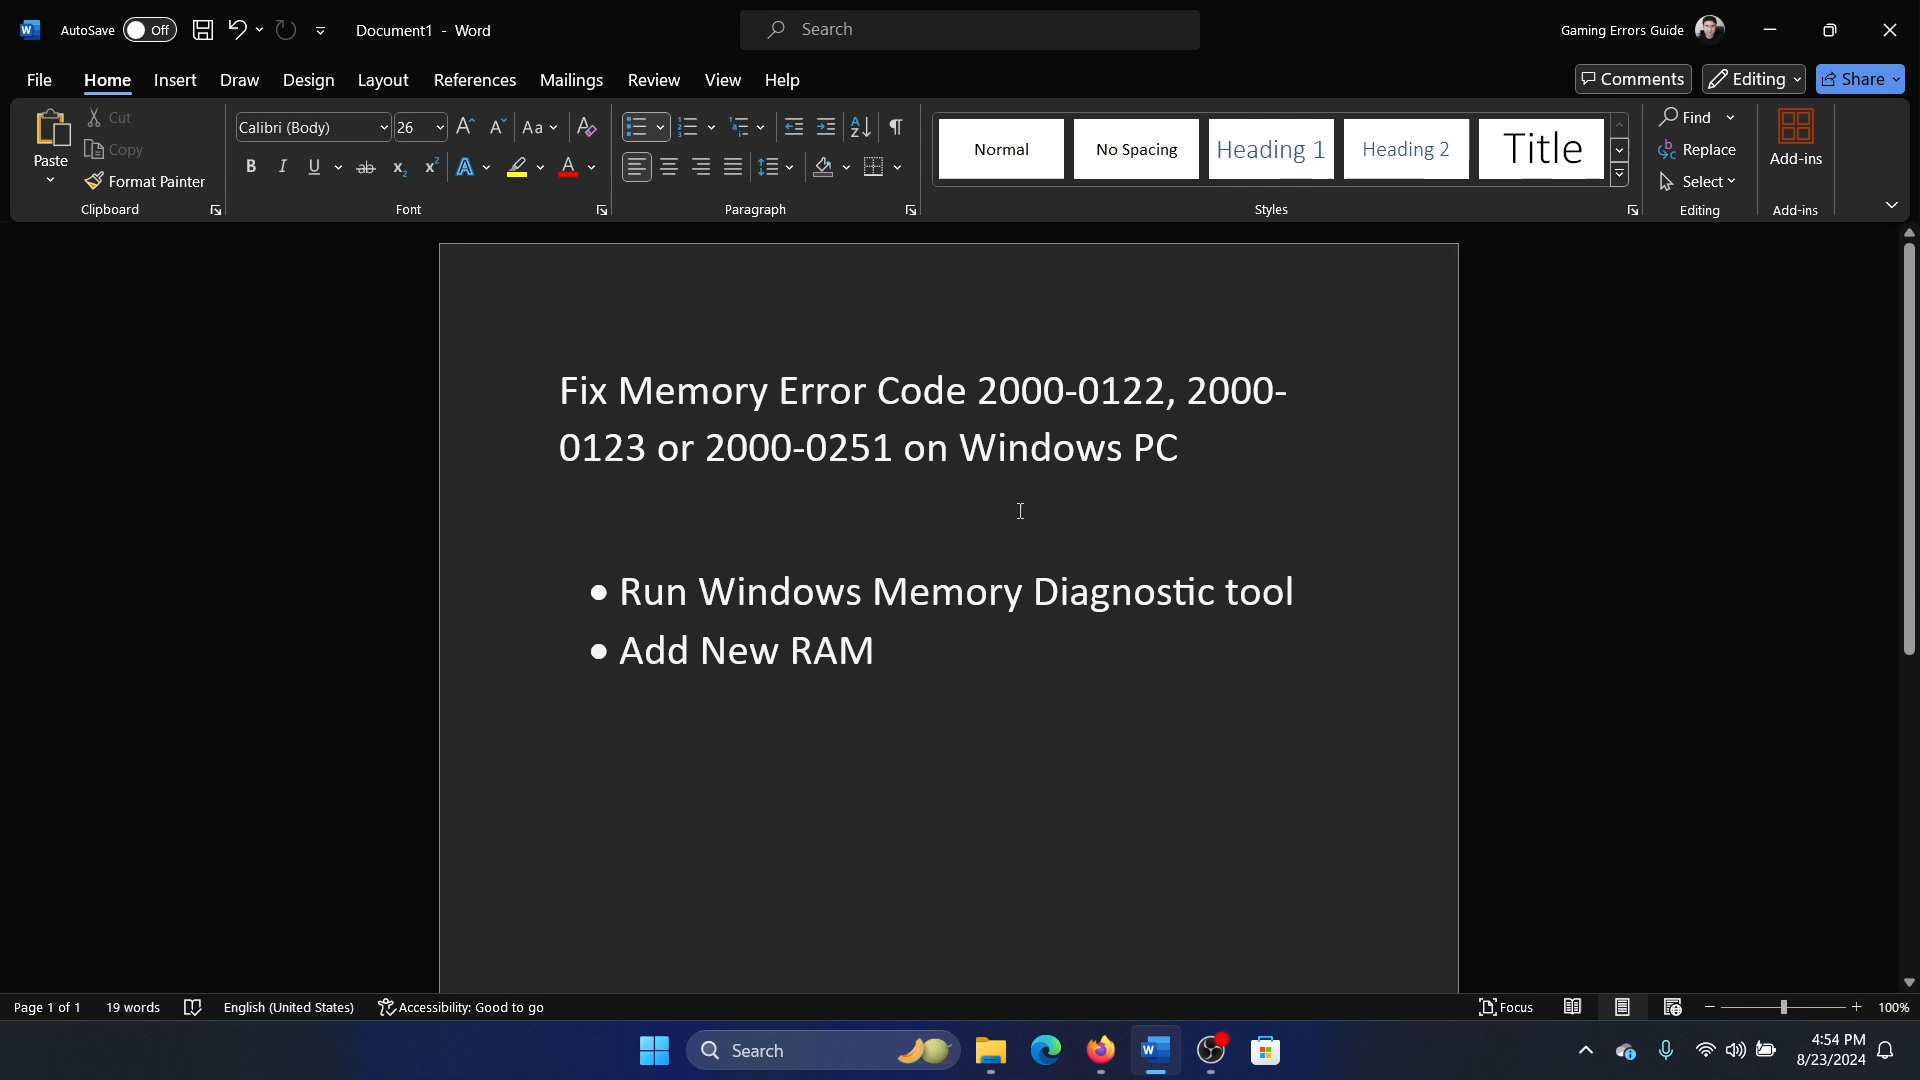 AutoSave Off Document1 - Word Search Gaming Errors Guide
File Home Insert Draw Design Layout References Mailings Review View Help Comments Editing Share
Paste
Cut
Copy
Format Painter
Clipboard
Calibri (Body) 26 Aa
B I U ab x₂ x² A A
Font
Paragraph
Normal No Spacing Heading 1 Heading 2 Title
Styles
Find
Replace
Select
Editing
Add-ins
Add-ins
Fix Memory Error Code 2000-0122, 2000-
0123 or 2000-0251 on Windows PC
• Run Windows Memory Diagnostic tool
• Add New RAM
Page 1 of 1 19 words English (United States) Accessibility: Good to go Focus 100%
Search 4:54 PM
8/23/2024